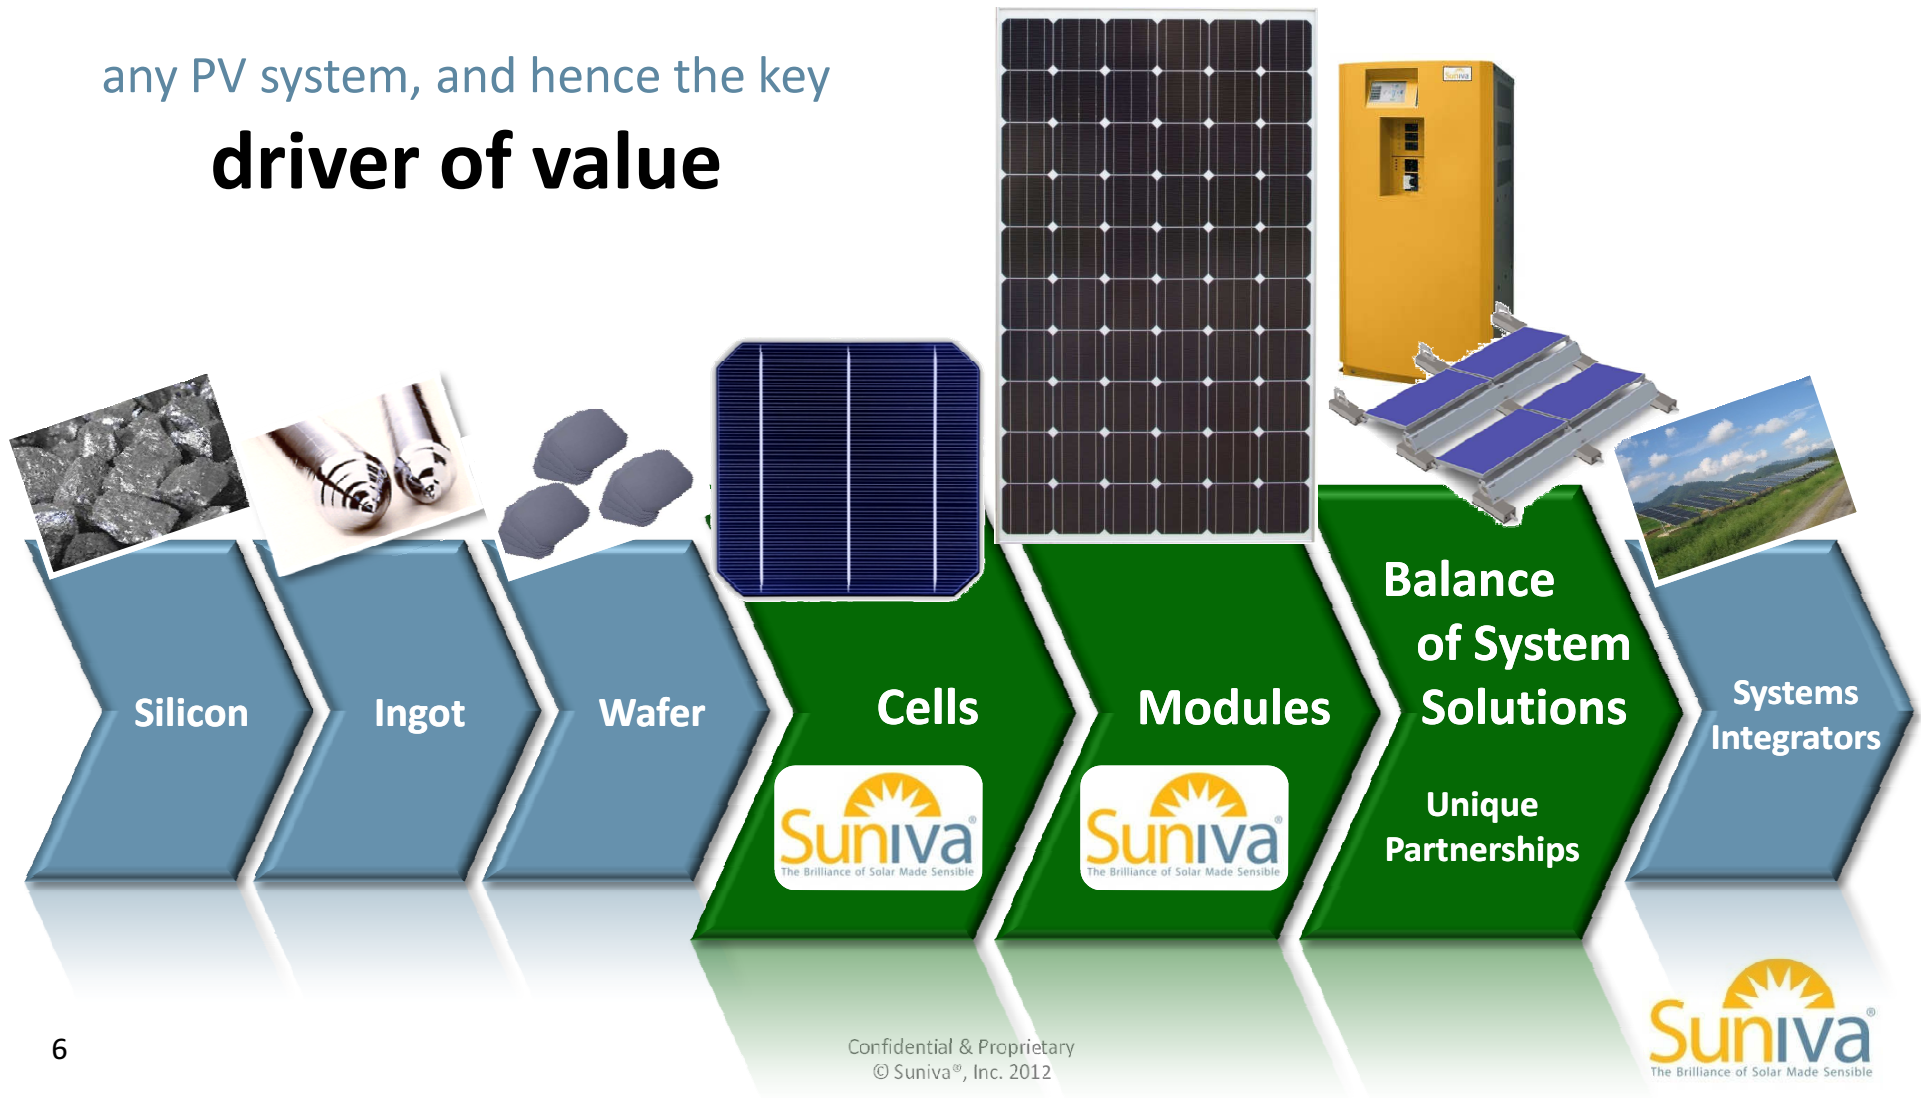 any PV system, and hence the key
driver of value
Suniva
Silicon
Ingot
Wafer
Cells
Modules
Balance
of System
Solutions
Unique
Partnerships
Systems
Integrators
Suniva®
The Brilliance of Solar Made Sensible
Suniva®
The Brilliance of Solar Made Sensible
6
Confidential & Proprietary
© Suniva®, Inc. 2012
Suniva®
The Brilliance of Solar Made Sensible